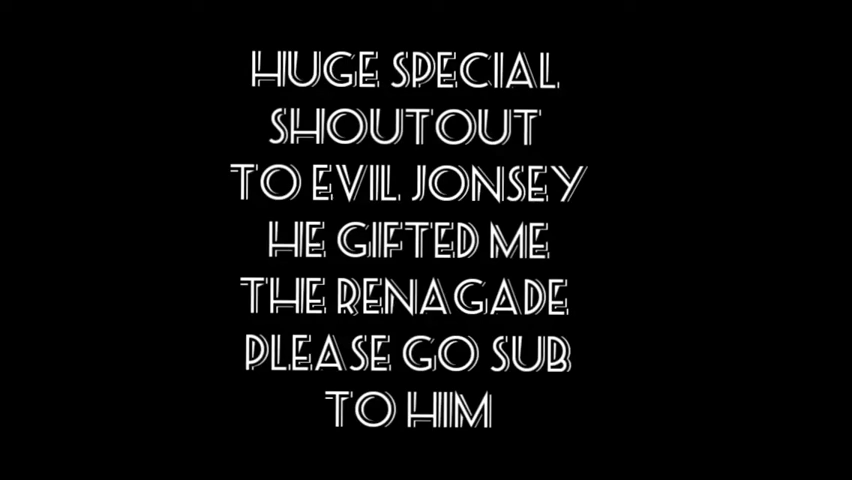 HUGE SPECIAL
SHOUTOUT
TO EVIL JONSEY
HE GIFTED ME
THE RENAGADE
PLEASE GO SUB
TO HIM